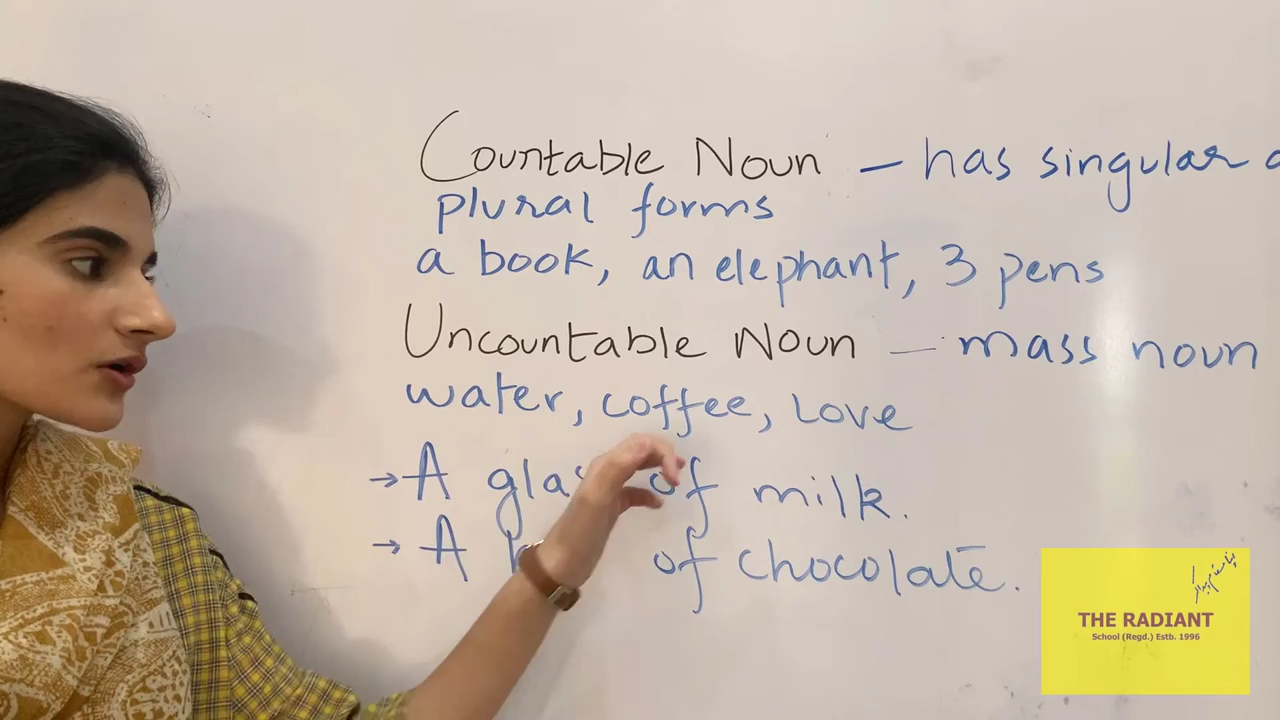 Countable Noun – has singular
plural forms
a book, an elephant, 3 pens
Uncountable Noun – mass noun
water, coffee, love
→ A of milk.
→ A of chocolate.
THE RADIANT
School (Regd.) Estb. 1996